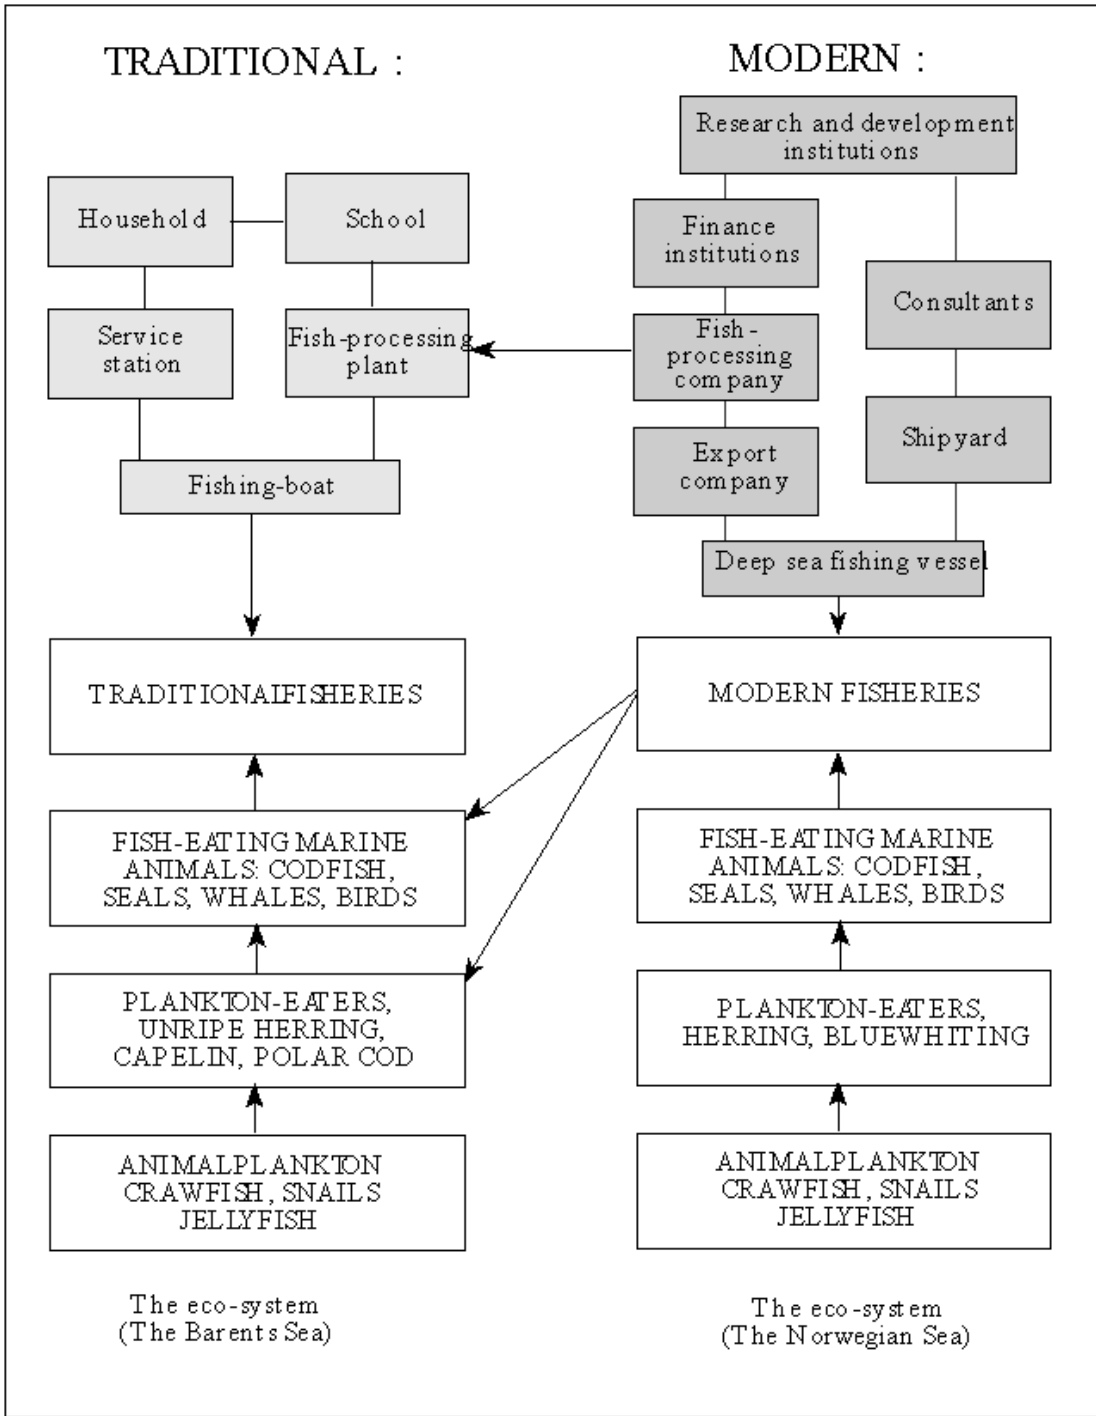 TRADITIONAL :
Household
School
Service
station
Fish-processing
plant
Fishing-boat
TRADITIONALFISHERIES
FISH-EATING MARINE
ANIMALS: CODFISH,
SEALS, WHALES, BIRDS
PLANKTON-EATERS,
UNRIPE HERRING,
CAPELIN, POLAR COD
ANIMALPLANKTON
CRAWFISH, SNAILS
JELLYFISH
The eco-system
(The Barents Sea)
MODERN :
Research and development
institutions
Finance
institutions
Consultants
Fish-
processing
company
Shipyard
Export
company
Deep sea fishing vessel
MODERN FISHERIES
FISH-EATING MARINE
ANIMALS: CODFISH,
SEALS, WHALES, BIRDS
PLANKTON-EATERS,
HERRING, BLUEWHITING
ANIMALPLANKTON
CRAWFISH, SNAILS
JELLYFISH
The eco-system
(The Norwegian Sea)